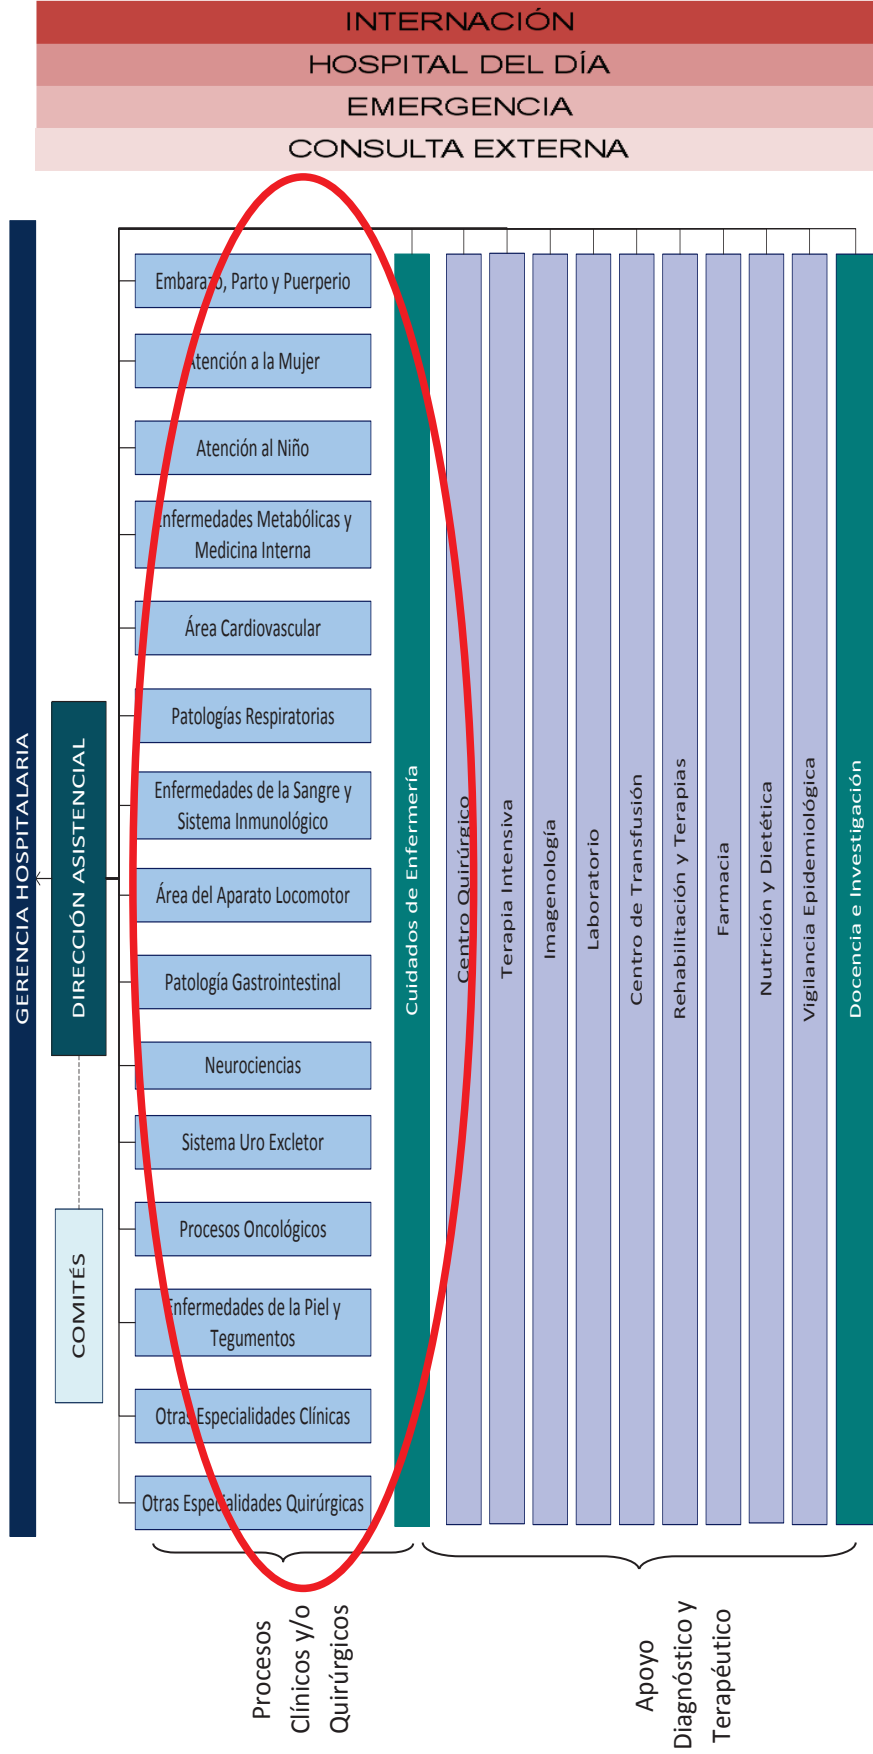 INTERNACIÓN
HOSPITAL DEL DÍA
EMERGENCIA
CONSULTA EXTERNA
GERENCIA HOSPITALARIA
DIRECCIÓN ASISTENCIAL
COMITÉS
Embarazo, Parto y Puerperio
Atención a la Mujer
Atención al Niño
Enfermedades Metabólicas y
Medicina Interna
Área Cardiovascular
Patologías Respiratorias
Enfermedades de la Sangre y
Sistema Inmunológico
Área del Aparato Locomotor
Patología Gastrointestinal
Neurociencias
Sistema Uro Excletor
Procesos Oncológicos
Enfermedades de la Piel y
Tegumentos
Otras Especialidades Clínicas
Otras Especialidades Quirúrgicas
Cuidados de Enfermería
Centro Quirúrgico
Terapia Intensiva
Imagenología
Laboratorio
Centro de Transfusión
Rehabilitación y Terapias
Farmacia
Nutrición y Dietética
Vigilancia Epidemiológica
Docencia e Investigación
Procesos
Clínicos y/o
Quirúrgicos
Apoyo
Diagnóstico y
Terapéutico